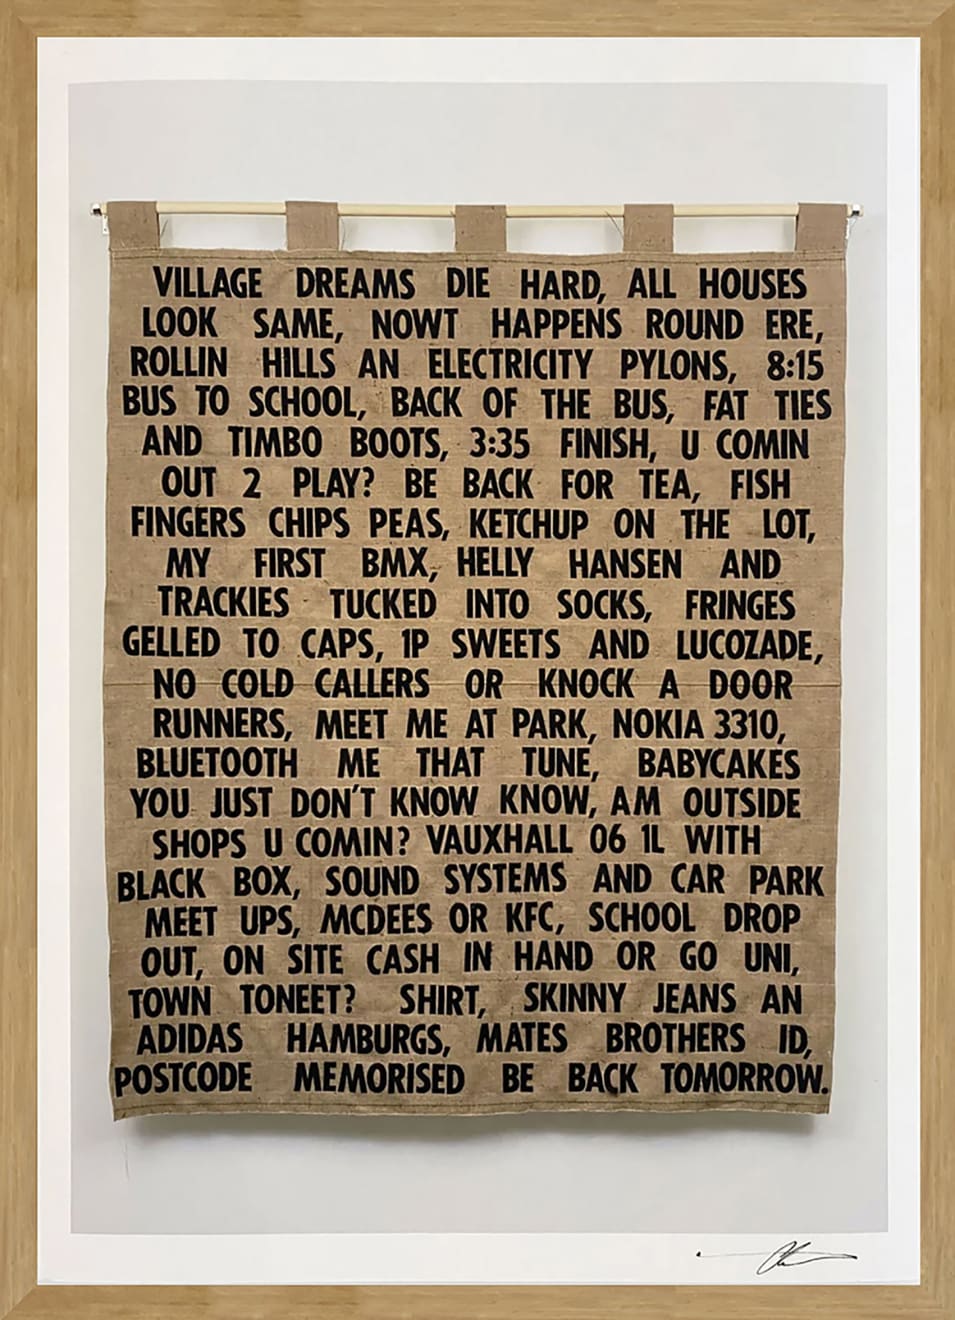 VILLAGE DREAMS DIE HARD, ALL HOUSES
LOOK SAME, NOWT HAPPENS ROUND ERE,
ROLLIN HILLS AN ELECTRICITY PYLONS, 8:15
BUS TO SCHOOL, BACK OF THE BUS, FAT TIES
AND TIMBO BOOTS, 3:35 FINISH, U COMIN
OUT 2 PLAY? BE BACK FOR TEA, FISH
FINGERS CHIPS PEAS, KETCHUP ON THE LOT,
MY FIRST BMX, HELLY HANSEN AND
TRACKIES TUCKED INTO SOCKS, FRINGES
GELLED TO CAPS, 1P SWEETS AND LUCOZADE,
NO COLD CALLERS OR KNOCK A DOOR
RUNNERS, MEET ME AT PARK, NOKIA 3310,
BLUETOOTH ME THAT TUNE, BABYCAKES
YOU JUST DON'T KNOW KNOW, AM OUTSIDE
SHOPS U COMIN? VAUXHALL 06 1L WITH
BLACK BOX, SOUND SYSTEMS AND CAR PARK
MEET UPS, MCDEES OR KFC, SCHOOL DROP
OUT, ON SITE CASH IN HAND OR GO UNI,
TOWN TONEET? SHIRT, SKINNY JEANS AN
ADIDAS HAMBURGS, MATES BROTHERS ID,
POSTCODE MEMORISED BE BACK TOMORROW.